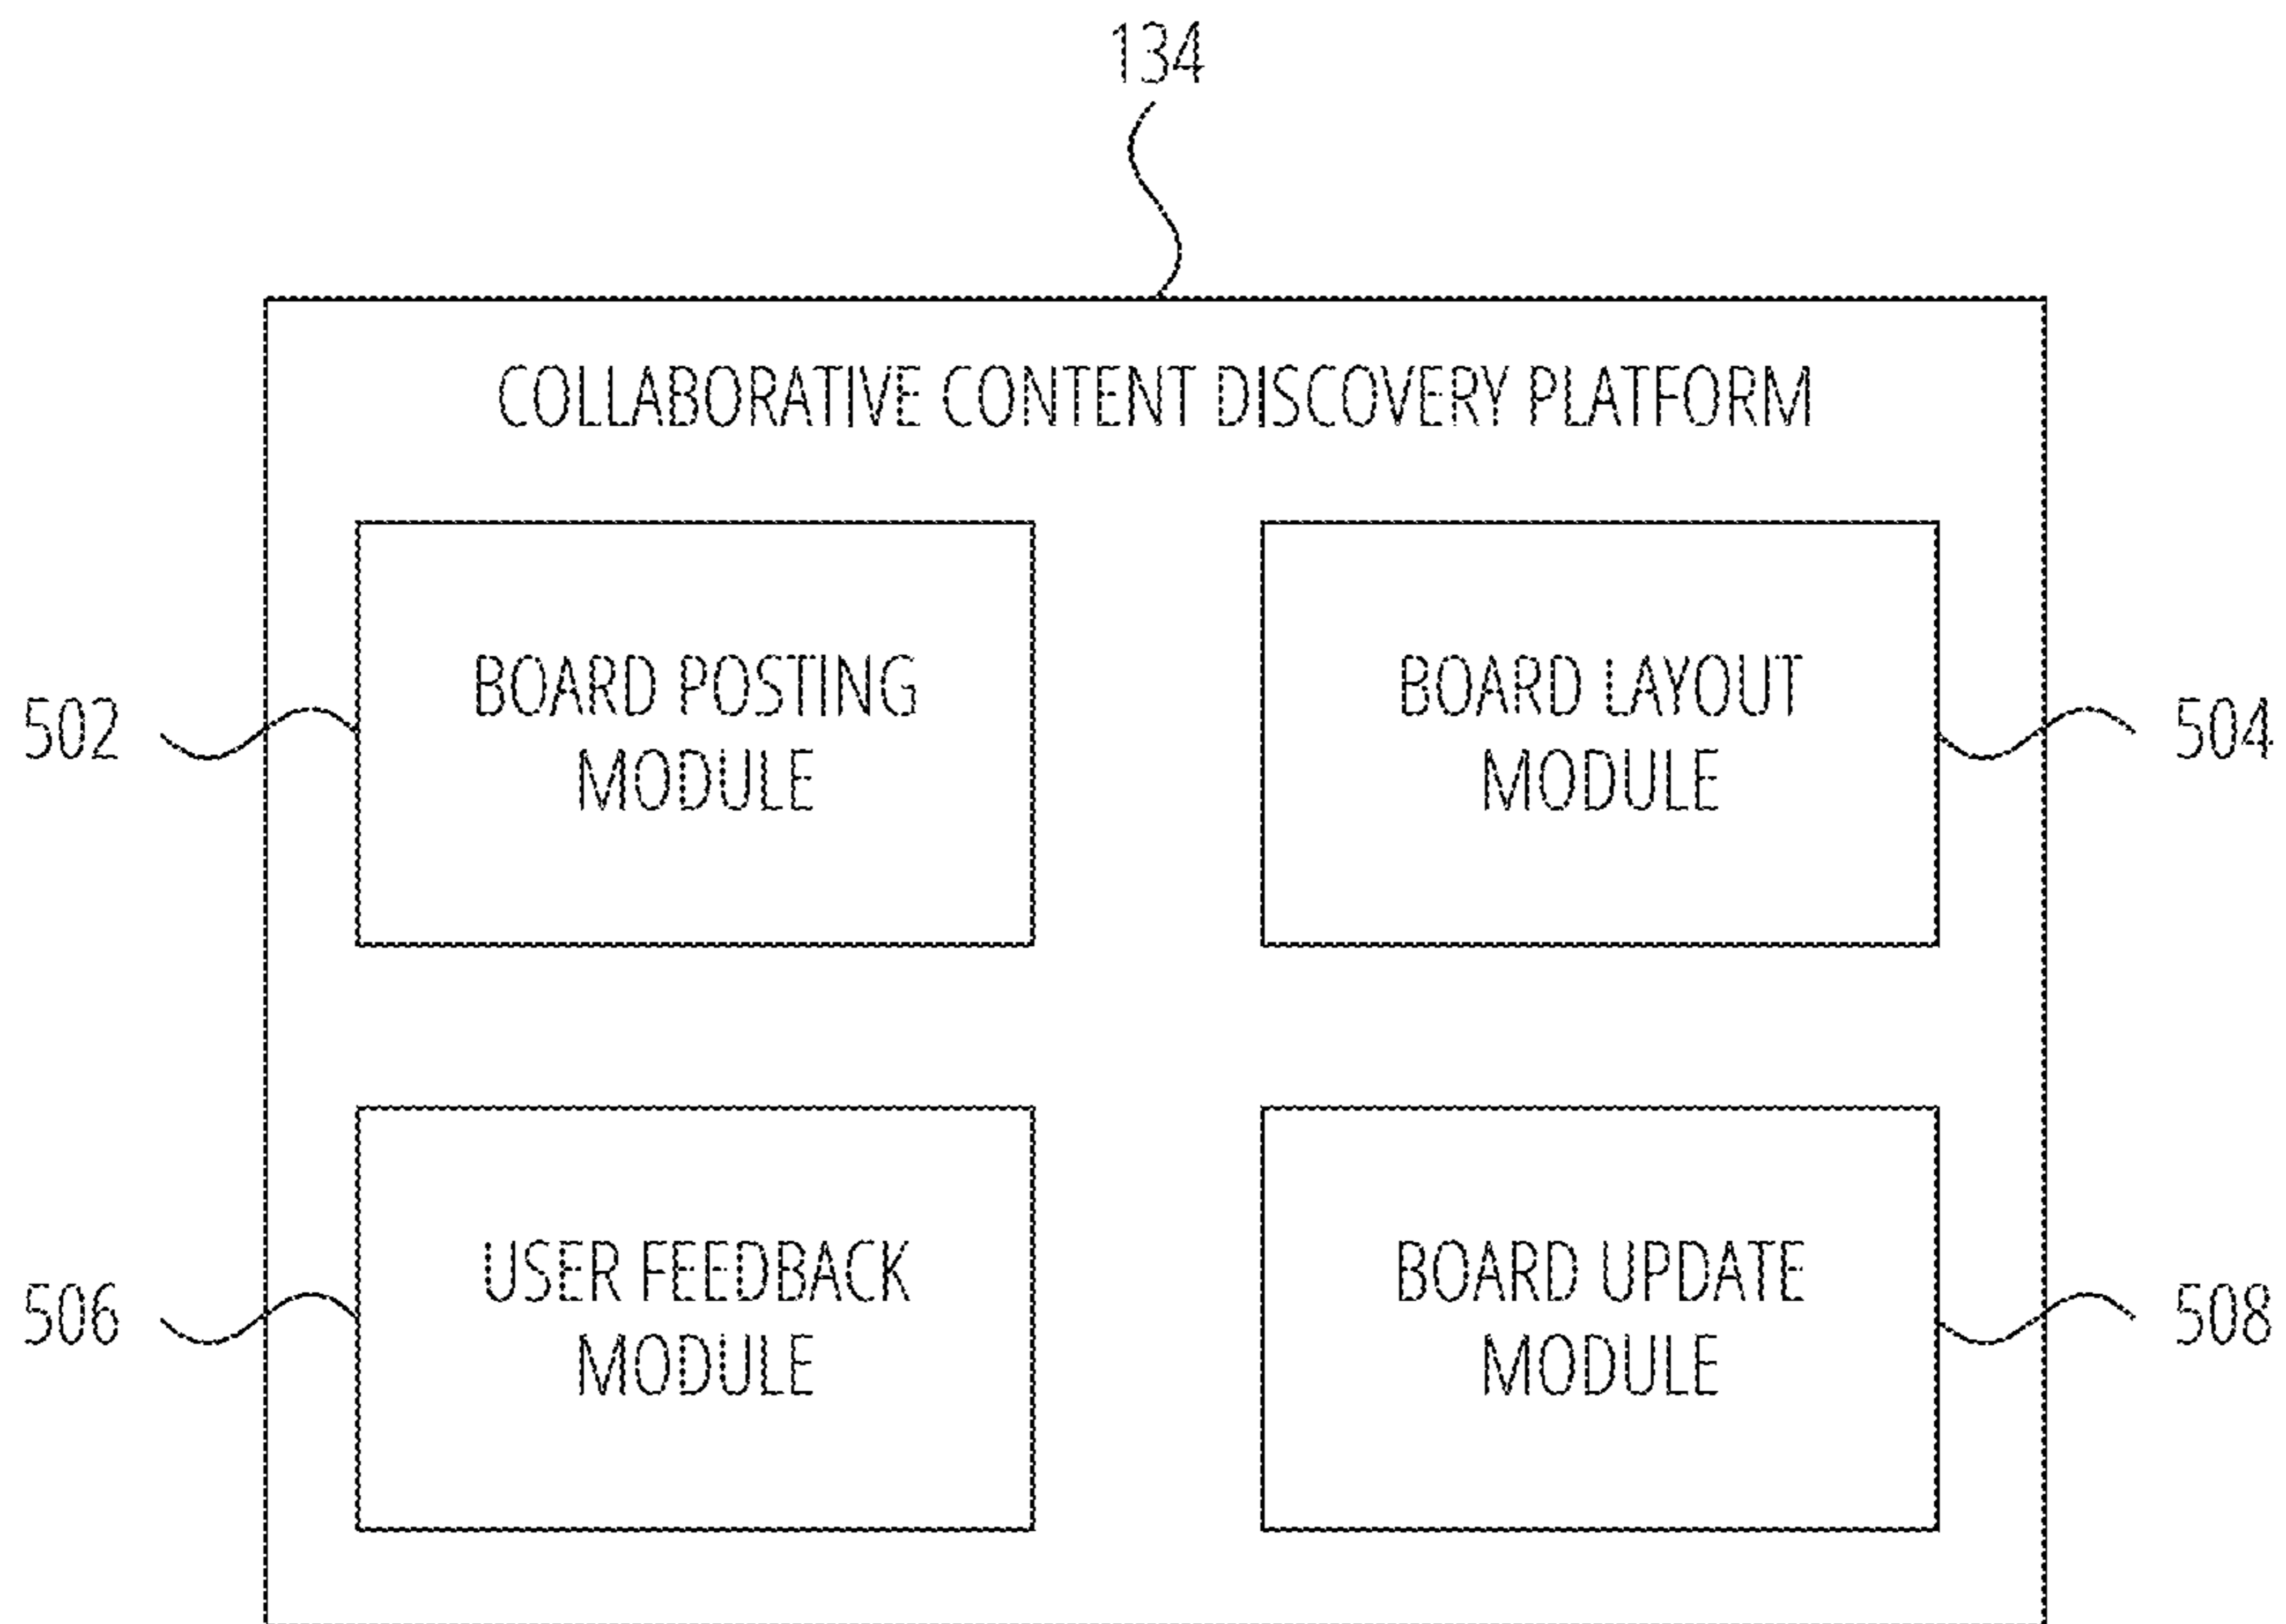 134
COLLABORATIVE CONTENT DISCOVERY PLATFORM
BOARD POSTING
MODULE
502
BOARD LAYOUT
MODULE
504
USER FEEDBACK
MODULE
506
BOARD UPDATE
MODULE
508